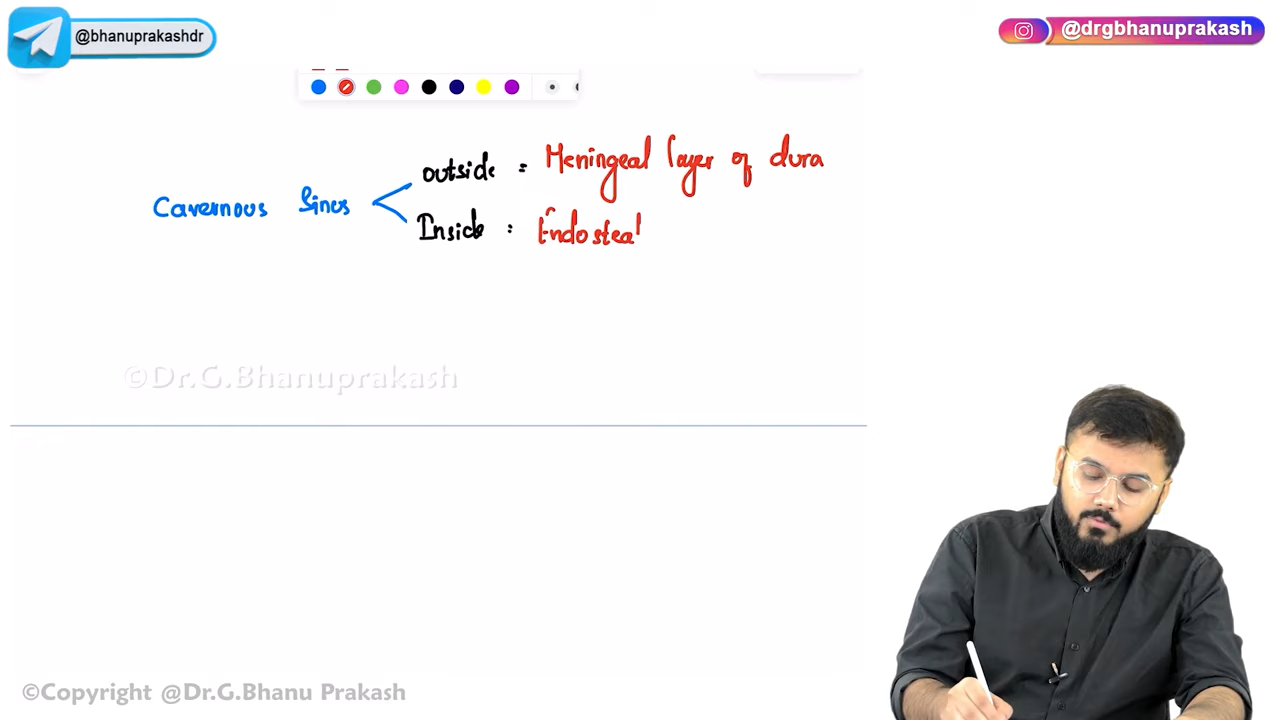 @bhanuprakashdr
@drgbhanuprakash
outside = Meningeal layer of dura
Cavernous Sinus
Inside : Endosteal
©Dr.G.Bhanuprakash
©Copyright @Dr.G.Bhanu Prakash